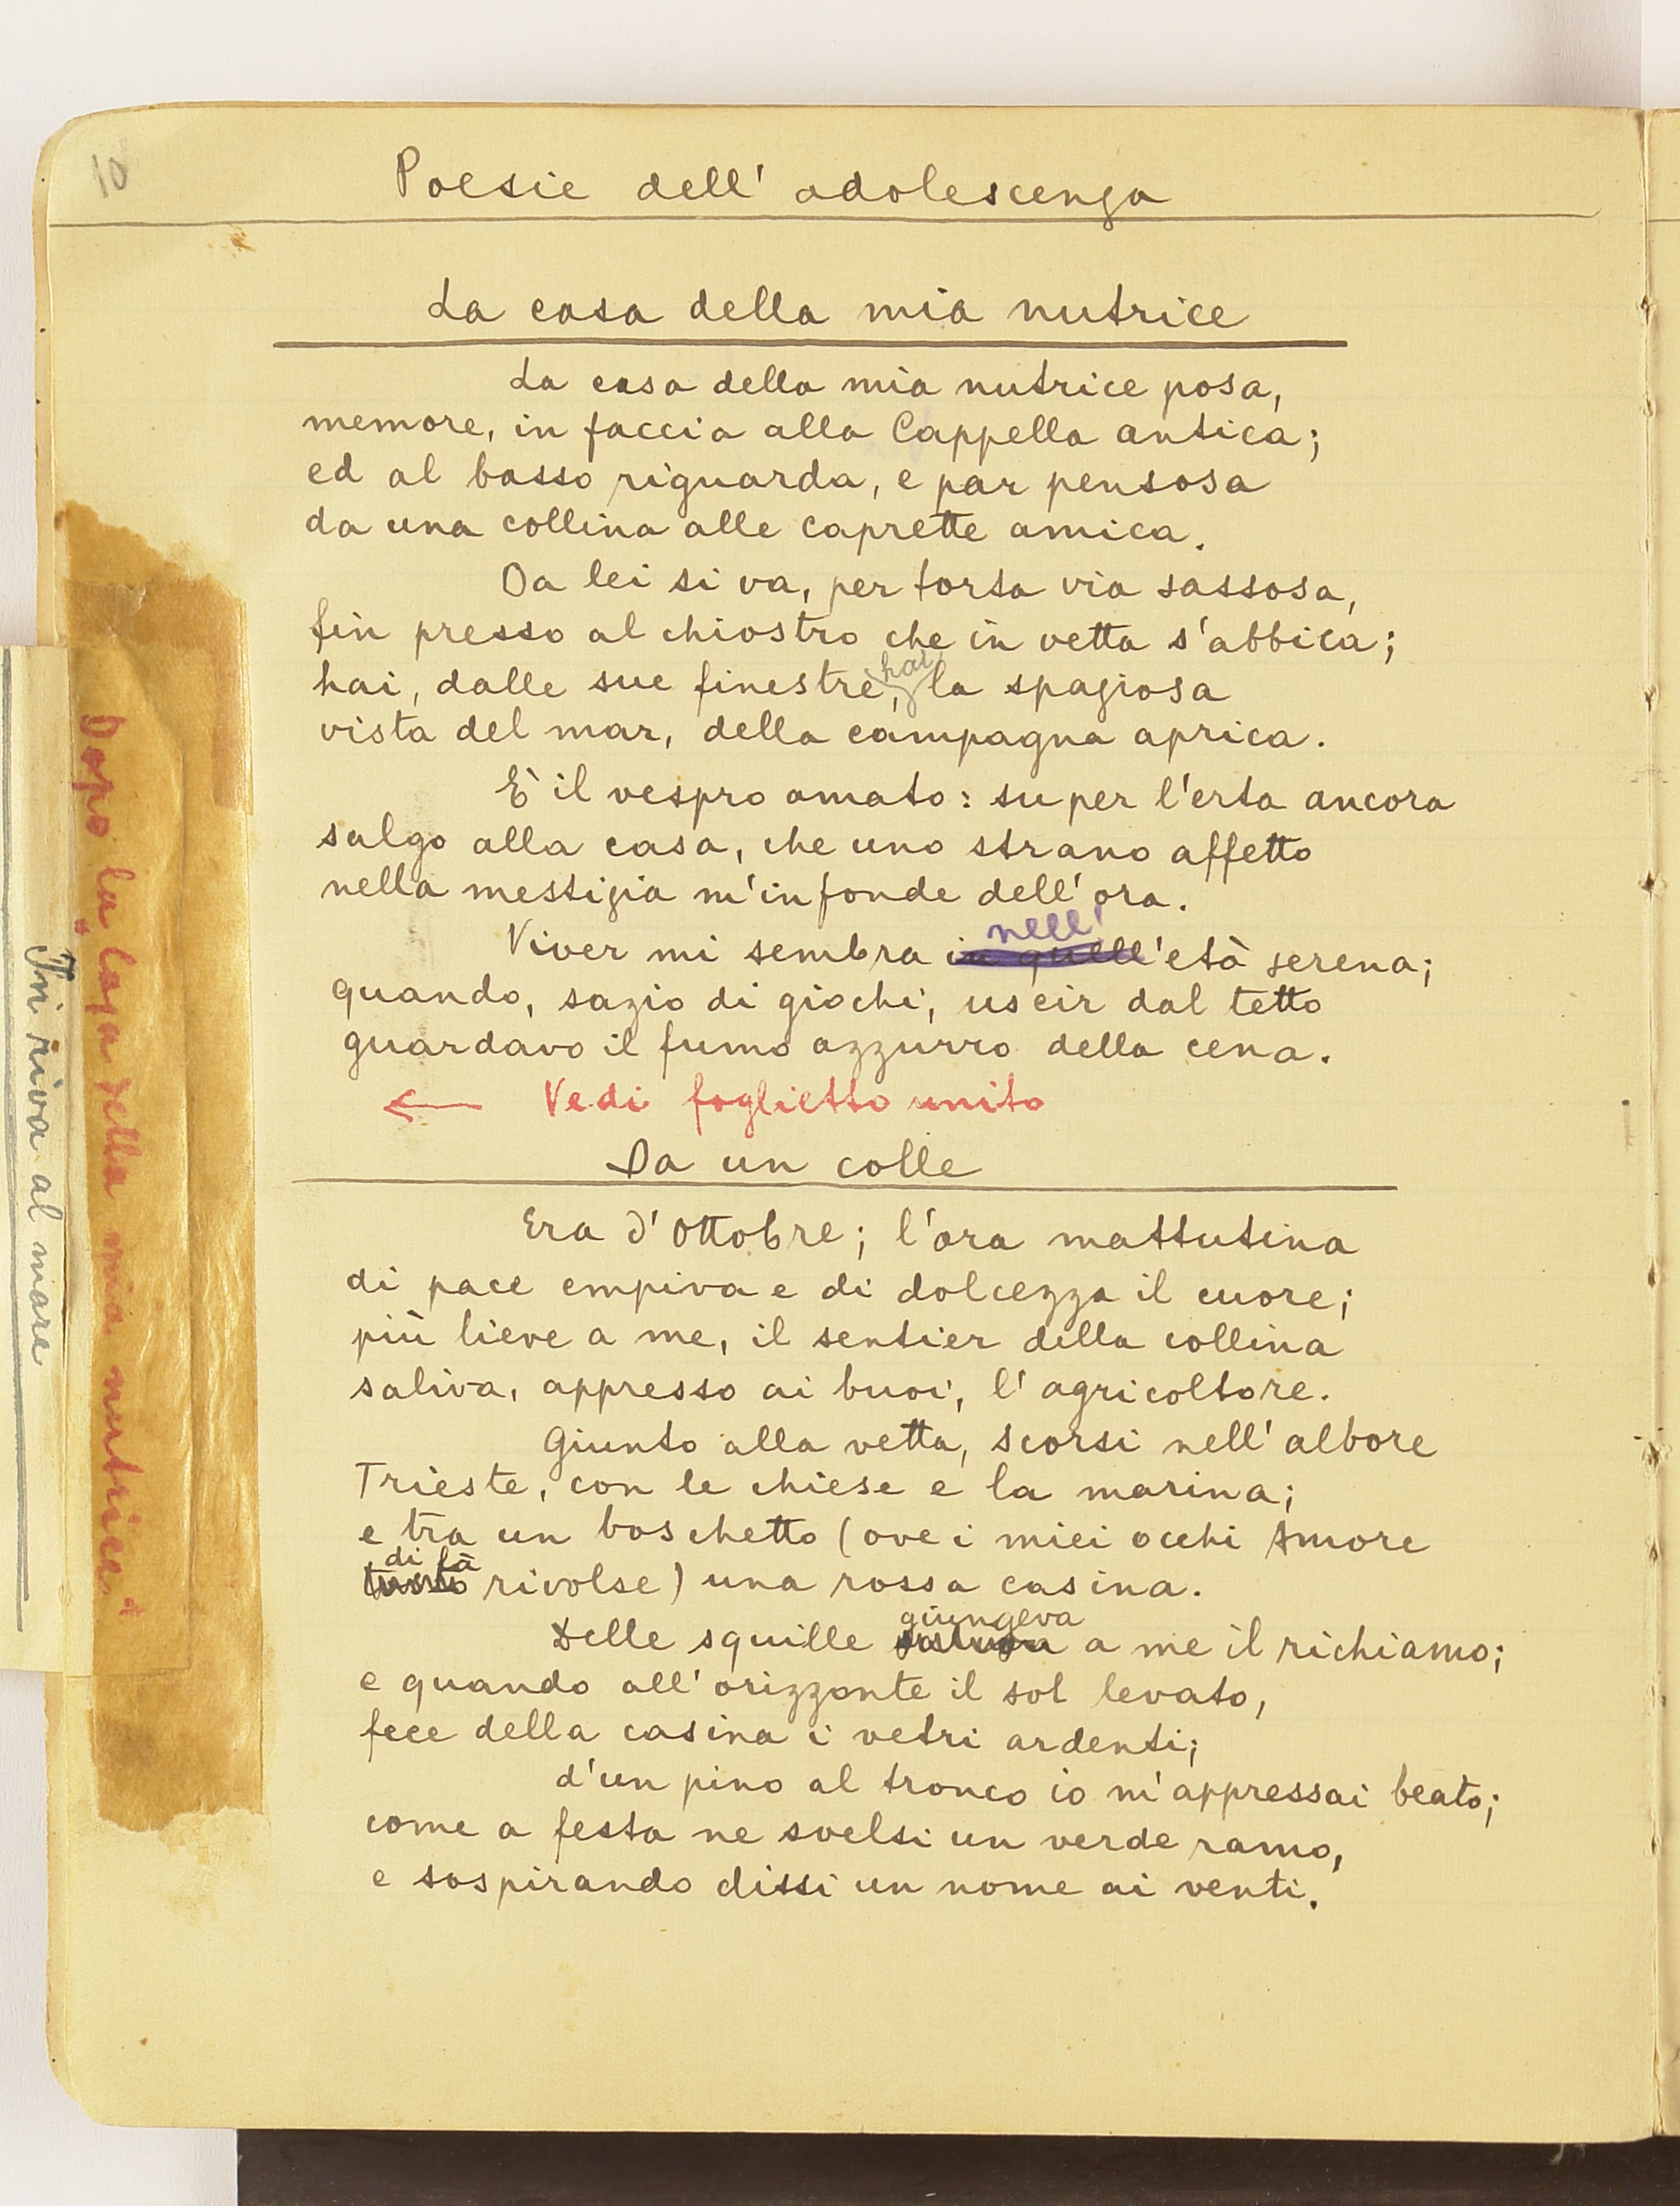 10
Poesie dell' adolescenza
La casa della mia nutrice
La casa della mia nutrice posa,
memore, in faccia alla Cappella antica;
ed al basso riguarda, e par pensosa
da una collina alle caprette amica.
Da lei si va, per torta via sassosa,
fin presso al chiostro che in vetta s'abbica;
hai
hai, dalle sue finestre, la spaziosa
vista del mar, della campagna aprica.
È il vespro amato: su per l'erta ancora
salgo alla casa, che uno strano affetto
nella mestizia m'infonde dell' ora.
nell'
Viver mi sembra in quell'età serena;
quando, sazio di giochi, uscir dal tetto
guardavo il fumo azzurro della cena.
← Vedi foglietto unito
Da un colle
Era d'Ottobre; l'ora mattutina
di pace empiva e di dolcezza il cuore;
più lieve a me, il sentier della collina
saliva, appresso ai buoi, l'agricoltore.
Giunto alla vetta, scorsi nell' albore
Trieste, con le chiese e la marina;
e tra un boschetto (ove i miei occhi Amore
di là
rivolse) una rossa casina.
giungeva
Delle squille a me il richiamo;
e quando all' orizzonte il sol levato,
fece della casina i vetri ardenti;
d'un pino al tronco io m'appressai beato;
come a festa ne svelsi un verde ramo,
e sospirando dissi un nome ai venti.
Dopo "la Casa della mia nutrice"
In riva al mare